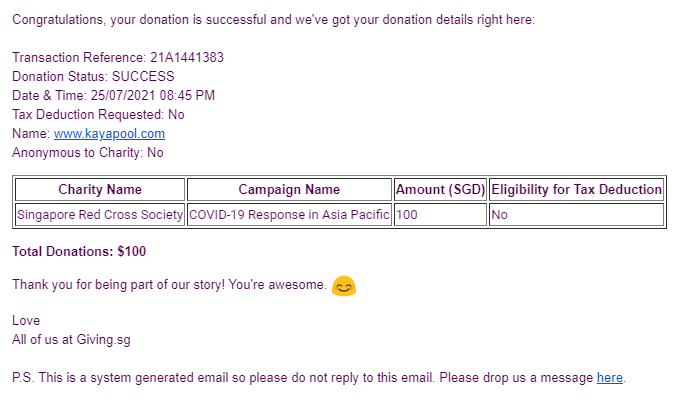 Congratulations, your donation is successful and we've got your donation details right here:
Transaction Reference: 21A1441383
Donation Status: SUCCESS
Date & Time: 25/07/2021 08:45 PM
Tax Deduction Requested: No
Name: www.kayapool.com
Anonymous to Charity: No
Charity Name Campaign Name Amount (SGD) Eligibility for Tax Deduction
Singapore Red Cross Society COVID-19 Response in Asia Pacific 100 No
Total Donations: $100
Thank you for being part of our story! You're awesome. 😊
Love
All of us at Giving.sg
P.S. This is a system generated email so please do not reply to this email. Please drop us a message here.